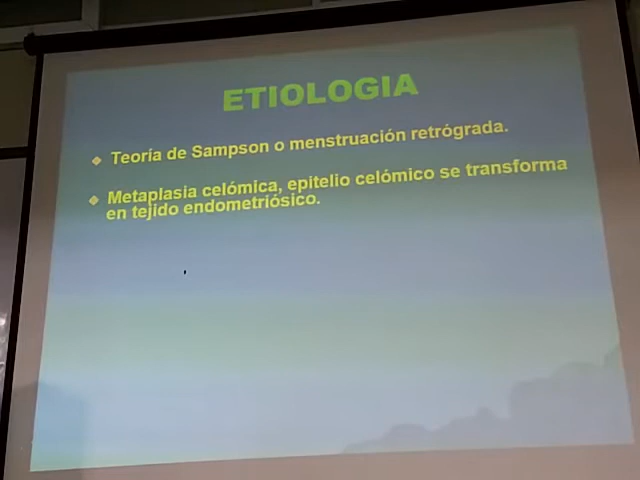 ETIOLOGIA
Teoría de Sampson o menstruación retrógrada.
Metaplasia celómica, epitelio celómico se transforma
en tejido endometriósico.